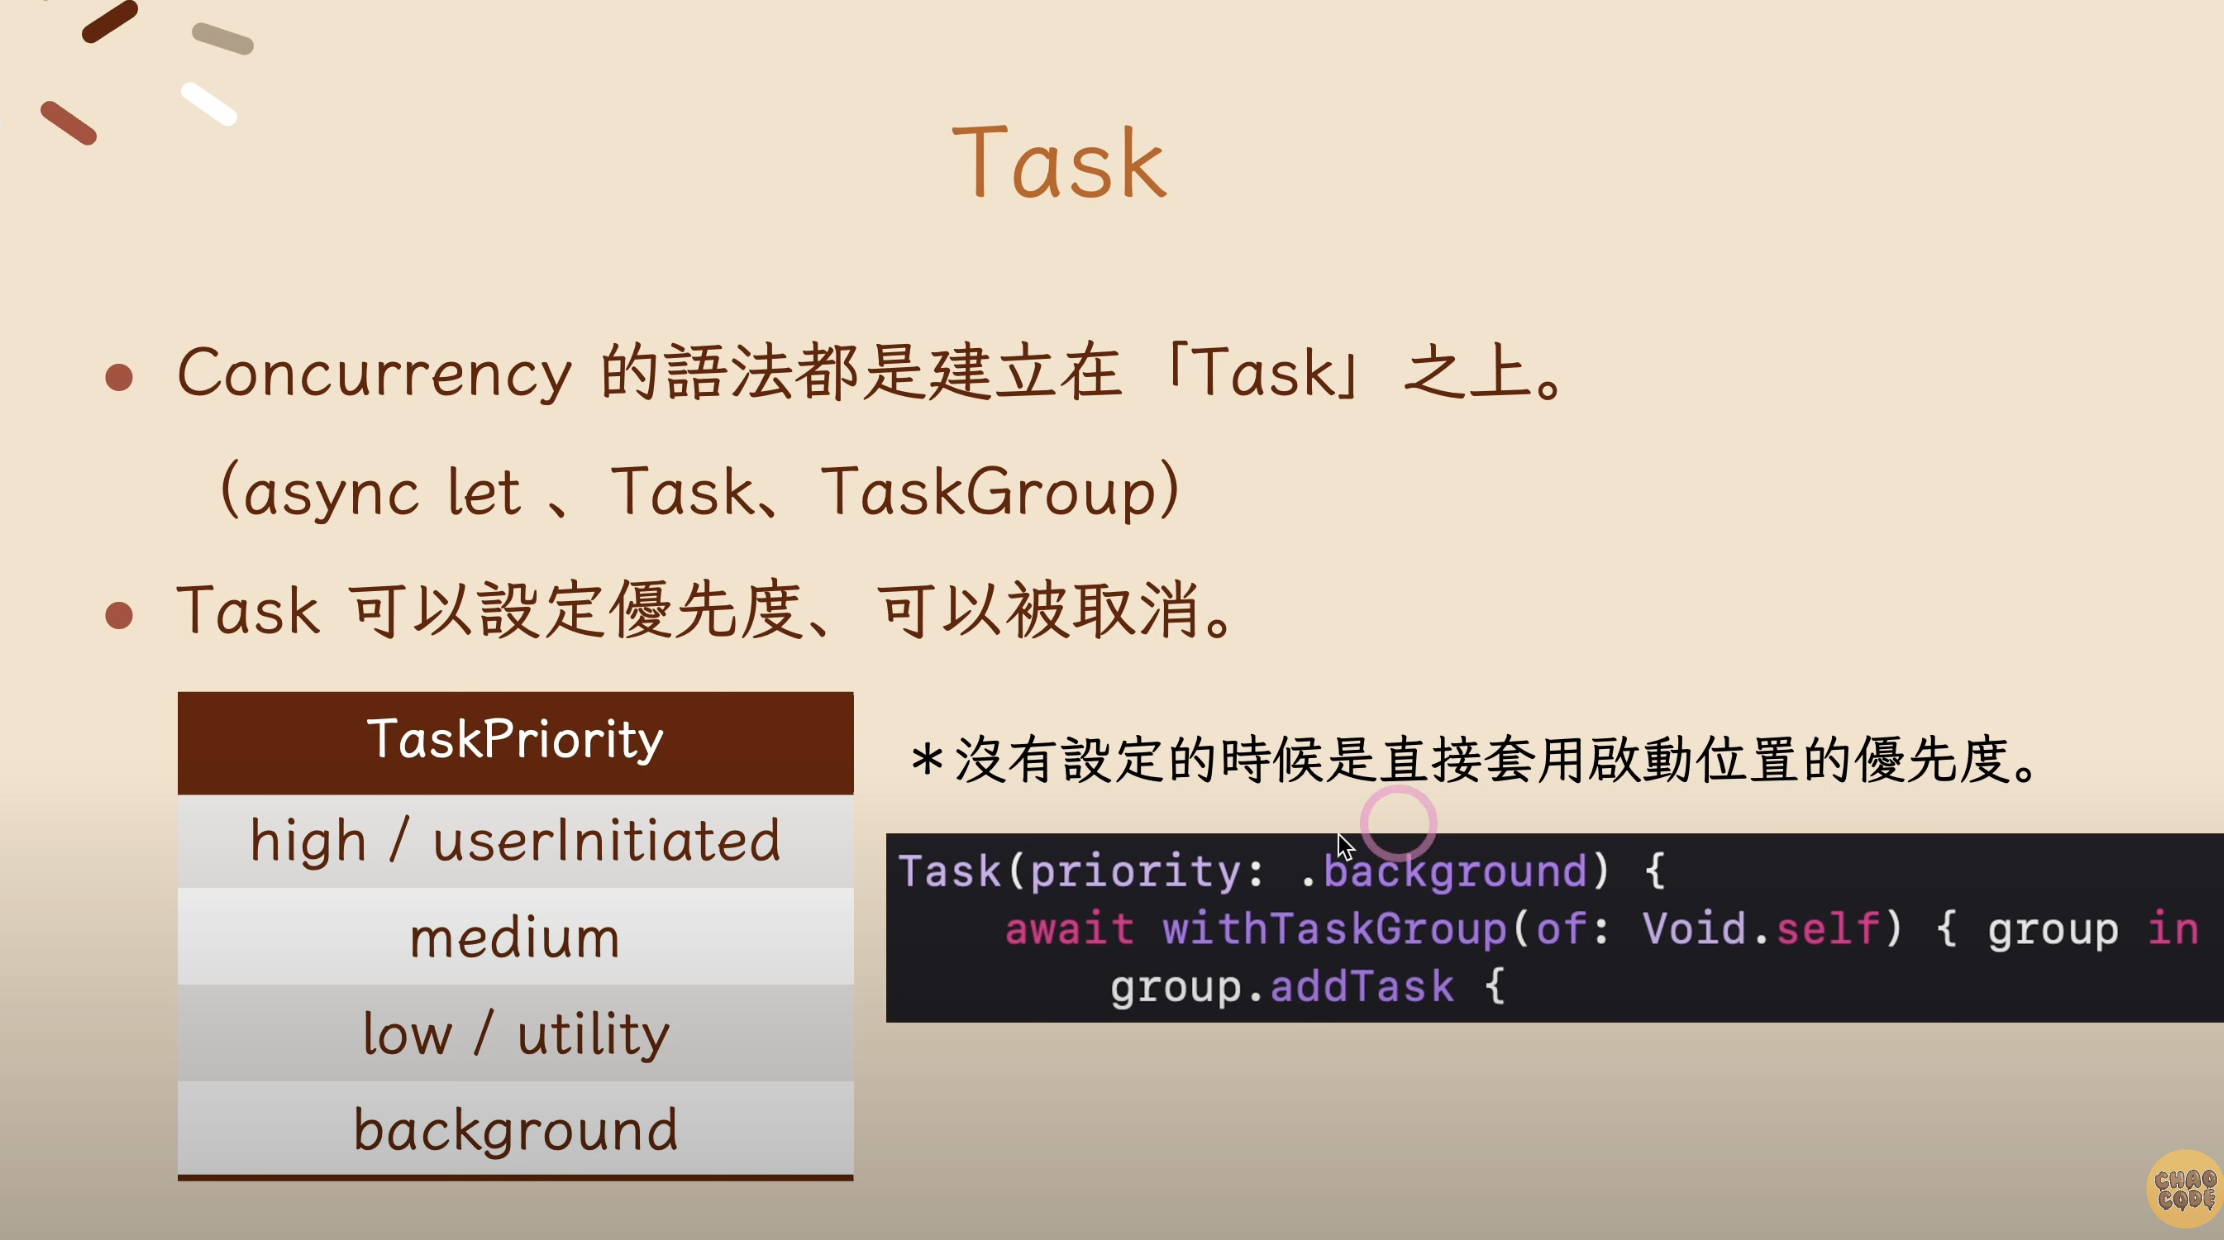 Task
Concurrency 的語法都是建立在「Task」之上。
(async let 、Task、TaskGroup)
Task 可以設定優先度、可以被取消。
TaskPriority
high / userInitiated
medium
low / utility
background
＊沒有設定的時候是直接套用啟動位置的優先度。
Task(priority: .background) {
await withTaskGroup(of: Void.self) { group in
group.addTask {
CHAO
CODE